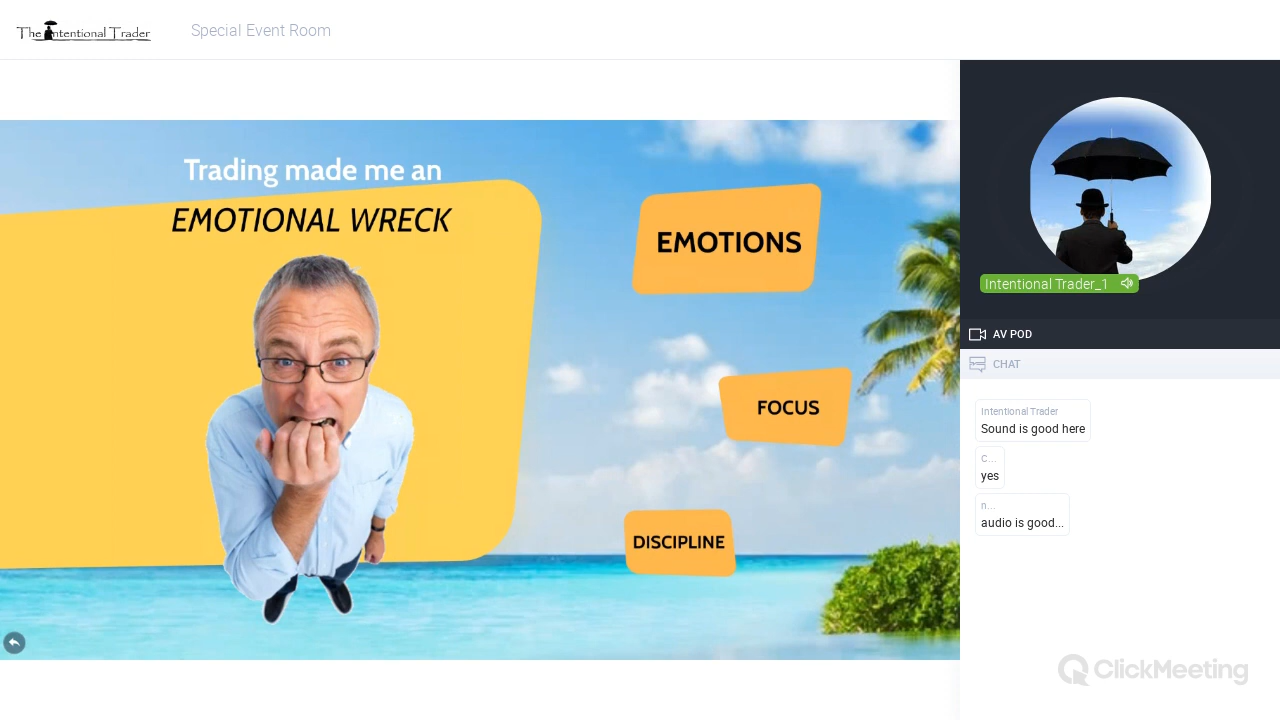 The Intentional Trader
Special Event Room
Trading made me an
EMOTIONAL WRECK
EMOTIONS
FOCUS
DISCIPLINE
Intentional Trader_1
AV POD
CHAT
Intentional Trader
Sound is good here
C...
yes
n...
audio is good...
ClickMeeting